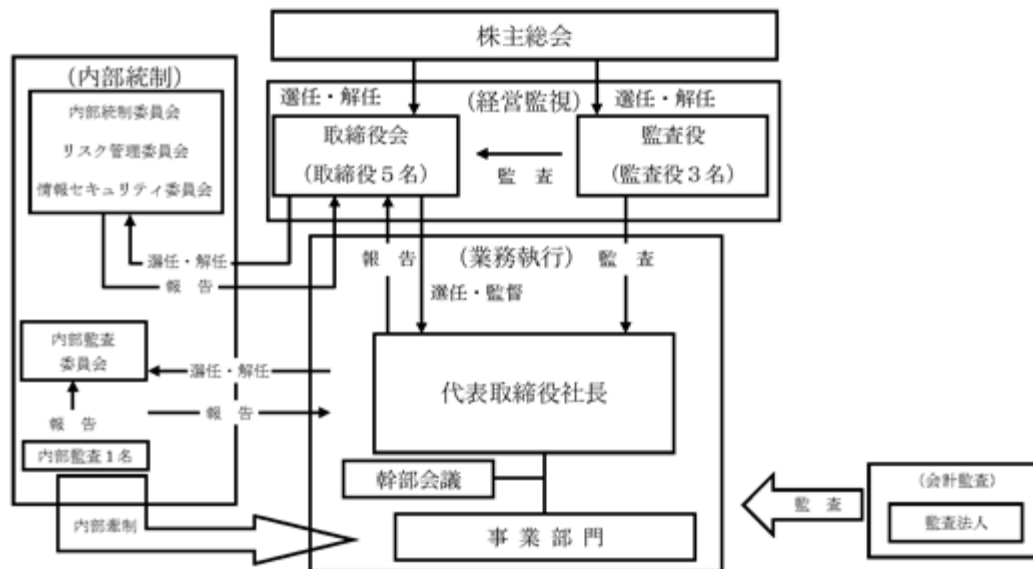 株主総会
(内部統制)
内部統制委員会
リスク管理委員会
情報セキュリティ委員会
選任・解任
(経営監視)
選任・解任
取締役会
(取締役5名)
監査
監査役
(監査役3名)
選任・解任
報告
報告
(業務執行)
監査
選任・監督
内部監査
委員会
選任・解任
報告
報告
内部監査1名
代表取締役社長
幹部会議
事業部門
内部牽制
監査
(会計監査)
監査法人